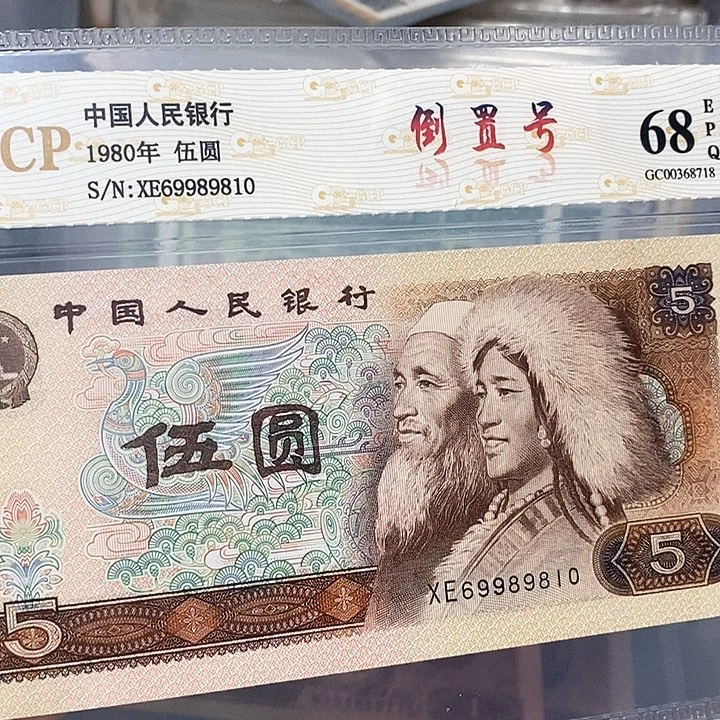 CP
中国人民银行
1980年 伍圆
S/N:XE69989810
倒置号
68
E
P
Q
GC00368718
中国人民银行
5
伍圆
5
XE69989810
5